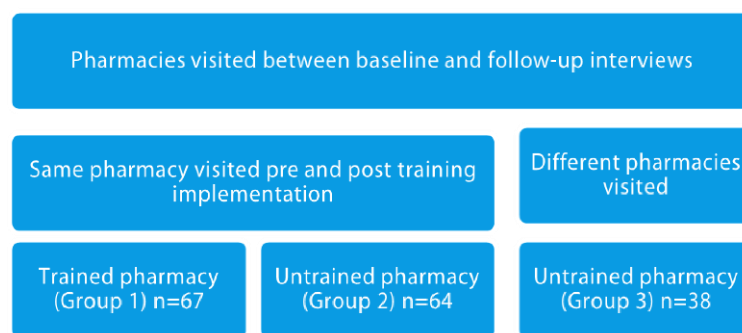 Pharmacies visited between baseline and follow-up interviews
Same pharmacy visited pre and post training
implementation
Different pharmacies
visited
Trained pharmacy
(Group 1) n=67
Untrained pharmacy
(Group 2) n=64
Untrained pharmacy
(Group 3) n=38